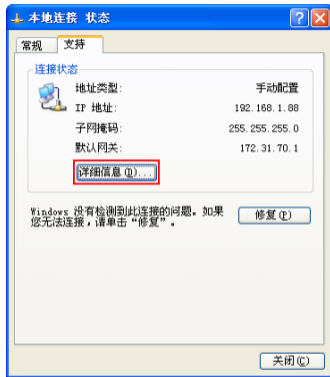 本地连接 状态
常规 支持
连接状态
地址类型: 手动配置
IP 地址: 192.168.1.88
子网掩码: 255.255.255.0
默认网关: 172.31.70.1
详细信息(D)...
Windows 没有检测到此连接的问题。如果
您无法连接，请单击“修复”。
修复(P)
关闭(C)